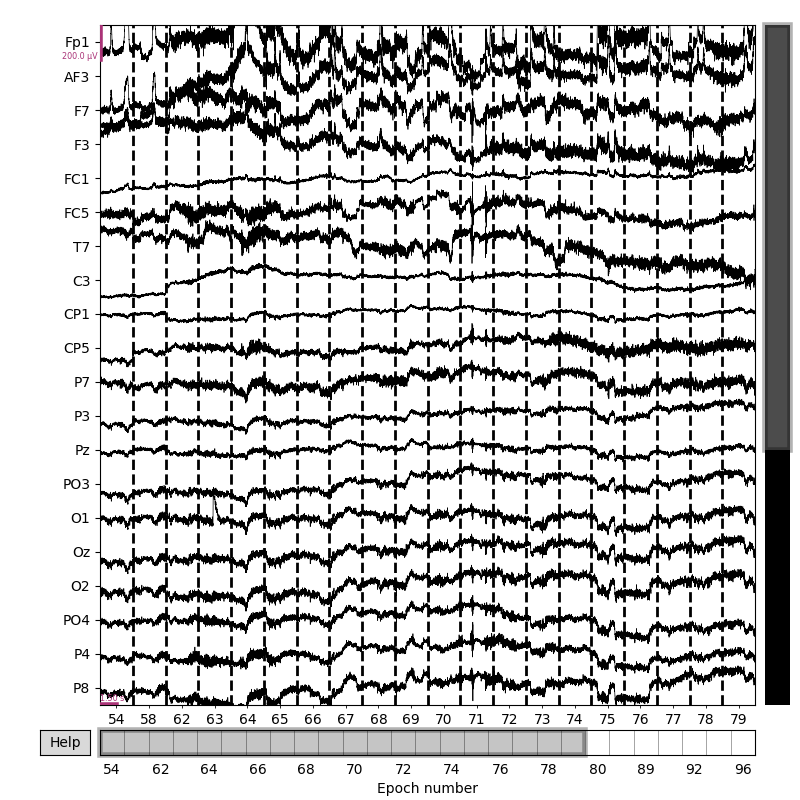 Fp1
200.0 µV
AF3
F7
F3
FC1
FC5
T7
C3
CP1
CP5
P7
P3
Pz
PO3
O1
Oz
O2
PO4
P4
P8
54 58 62 63 64 65 66 67 68 69 70 71 72 73 74 75 76 77 78 79
Help
54 62 64 66 68 70 72 74 76 78 80 89 92 96
Epoch number